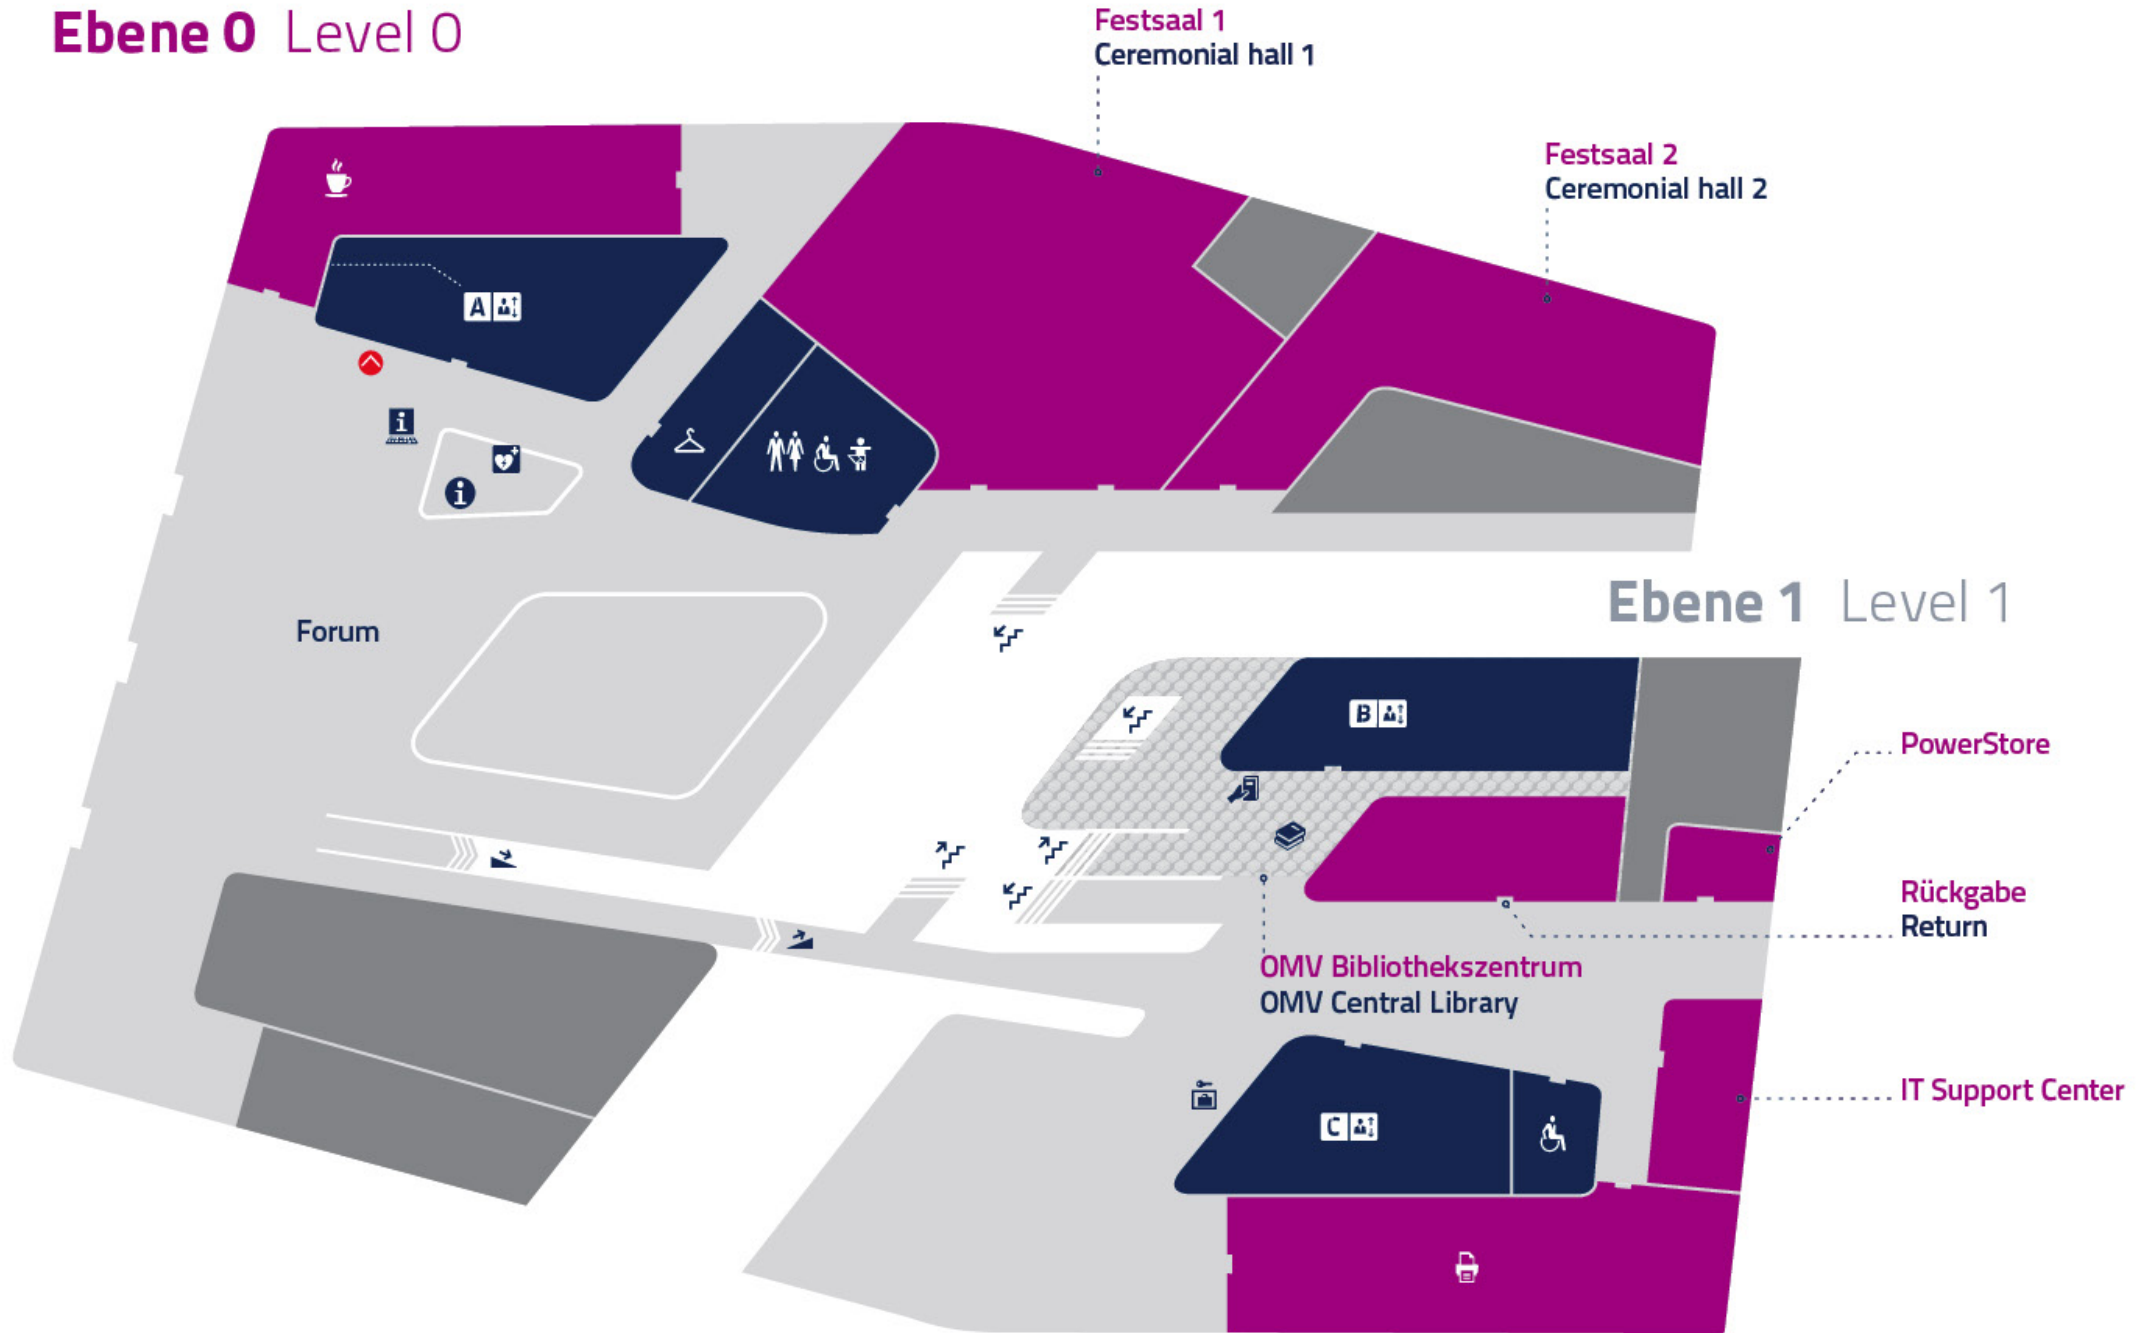 Ebene 0 Level 0
Festsaal 1
Ceremonial hall 1
Festsaal 2
Ceremonial hall 2
A
i
i
Forum
Ebene 1 Level 1
B
PowerStore
Rückgabe
Return
OMV Bibliothekszentrum
OMV Central Library
IT Support Center
C